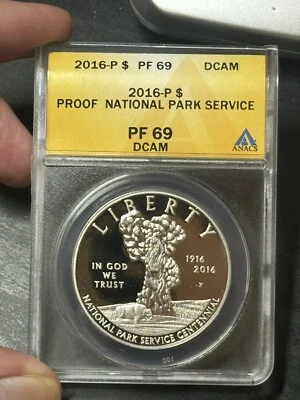 2016-P $ PF 69 DCAM
2016-P $
PROOF NATIONAL PARK SERVICE
PF 69
DCAM
ANACS
LIBERTY
IN GOD
WE
TRUST
1916
2016
P
NATIONAL PARK SERVICE CENTENNIAL